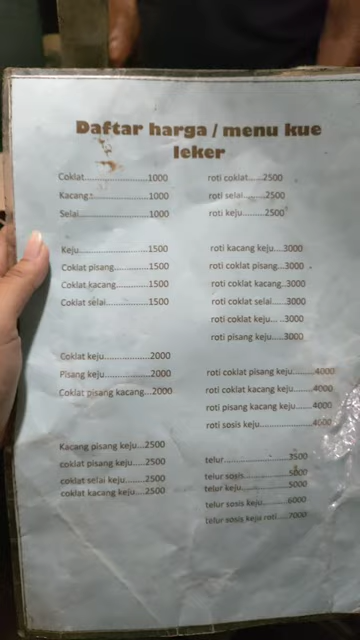 Daftar harga / menu kue
leker
Coklat............................1000
Kacang..........................1000
Selai..............................1000
Keju..............................1500
Coklat pisang..............1500
Coklat kacang.............1500
Coklat selai..................1500
Coklat keju...................2000
Pisang keju...................2000
Coklat pisang kacang...2000
Kacang pisang keju...2500
coklat pisang keju.....2500
coklat selai keju........2500
coklat kacang keju....2500
roti coklat......2500
roti selai.........2500
roti keju.........2500
roti kacang keju...3000
roti coklat pisang...3000
roti coklat kacang..3000
roti coklat selai.....3000
roti coklat keju......3000
roti pisang keju.....3000
roti coklat pisang keju.........4000
roti coklat kacang keju........4000
roti pisang kacang keju.......4000
roti sosis keju.....................4000
telur...........................3500
telur sosis..................5000
telur keju...................5000
telur sosis keju..........6000
telur sosis keju roti....7000